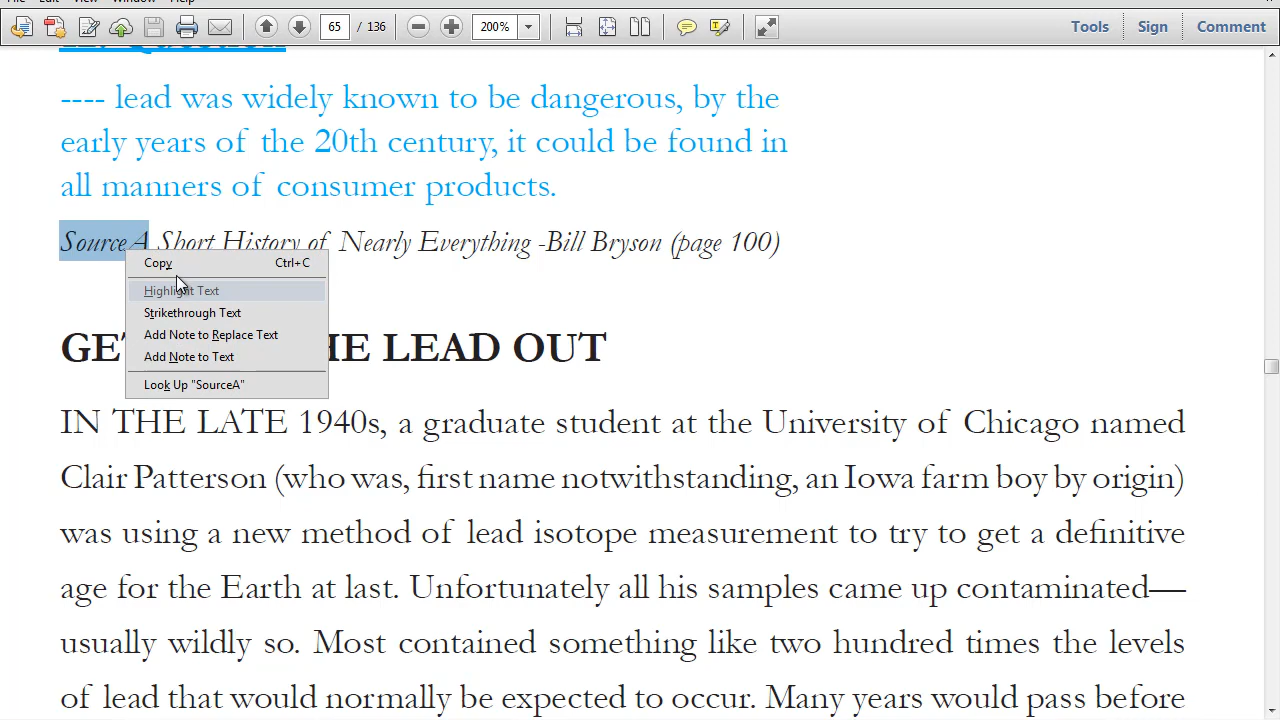 65 / 136
200%
Tools
Sign
Comment
---- lead was widely known to be dangerous, by the
early years of the 20th century, it could be found in
all manners of consumer products.
Source A Short History of Nearly Everything -Bill Bryson (page 100)
Copy Ctrl+C
Highlight Text
Strikethrough Text
Add Note to Replace Text
Add Note to Text
Look Up "SourceA"
HE LEAD OUT
IN THE LATE 1940s, a graduate student at the University of Chicago named
Clair Patterson (who was, first name notwithstanding, an Iowa farm boy by origin)
was using a new method of lead isotope measurement to try to get a definitive
age for the Earth at last. Unfortunately all his samples came up contaminated—
usually wildly so. Most contained something like two hundred times the levels
of lead that would normally be expected to occur. Many years would pass before